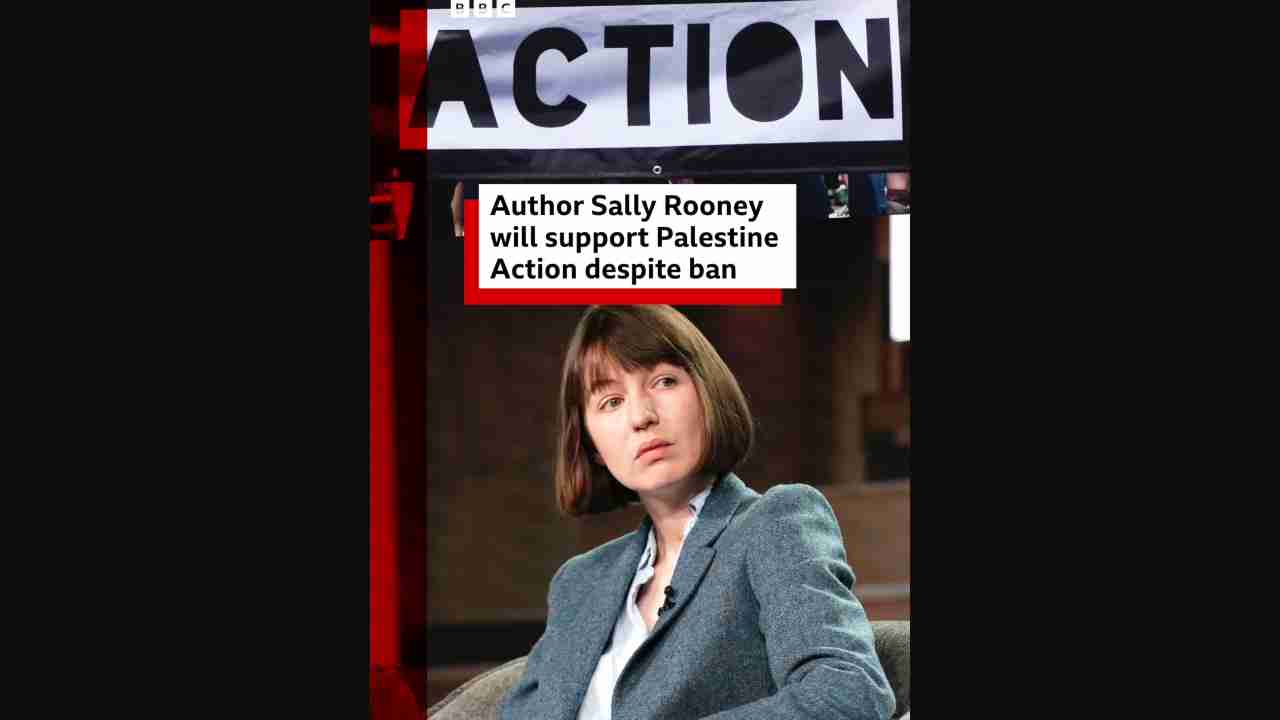 BBC
ACTION
Author Sally Rooney
will support Palestine
Action despite ban